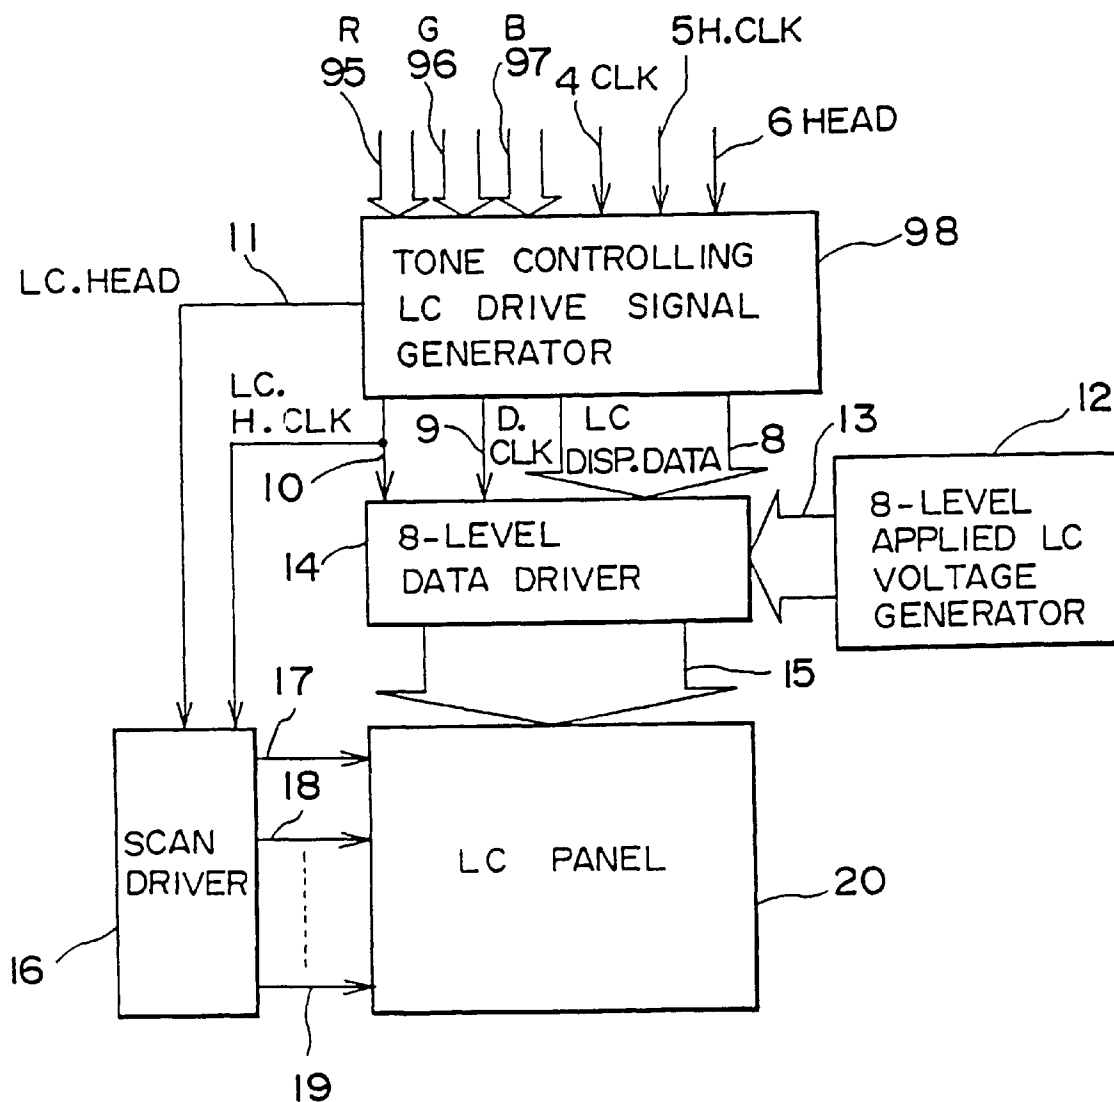 R G B 5H.CLK
95 96 97 4 CLK
6 HEAD
11
98
LC.HEAD
TONE CONTROLLING
LC DRIVE SIGNAL
GENERATOR
LC.
H.CLK
10
9
D.
CLK
LC
DISP.DATA
8
13
12
14
8-LEVEL
DATA DRIVER
8-LEVEL
APPLIED LC
VOLTAGE
GENERATOR
15
17
18
SCAN
DRIVER
LC PANEL
20
16
19